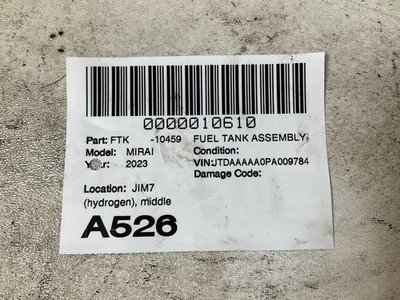 0000010610
Part: FTK -10459 FUEL TANK ASSEMBLY
Model: MIRAI Condition:
Year: 2023 VIN:JTDAAAAA0PA009784
Damage Code:
Location: JIM7
(hydrogen), middle
A526